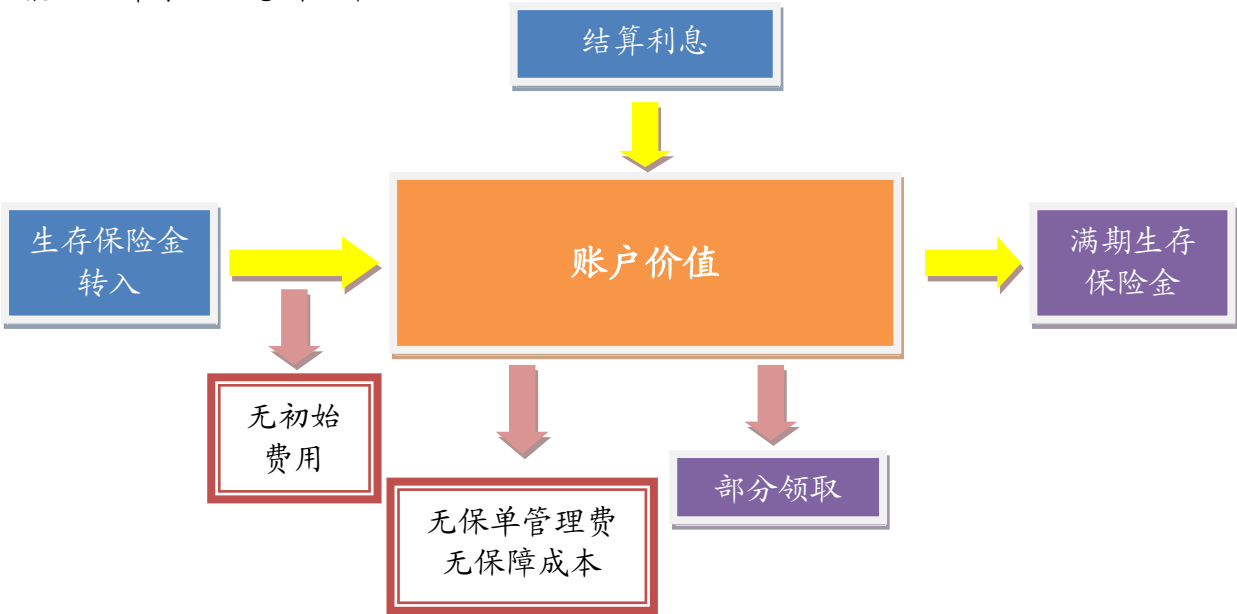 结算利息
生存保险金
转入
账户价值
满期生存
保险金
无初始
费用
部分领取
无保单管理费
无保障成本